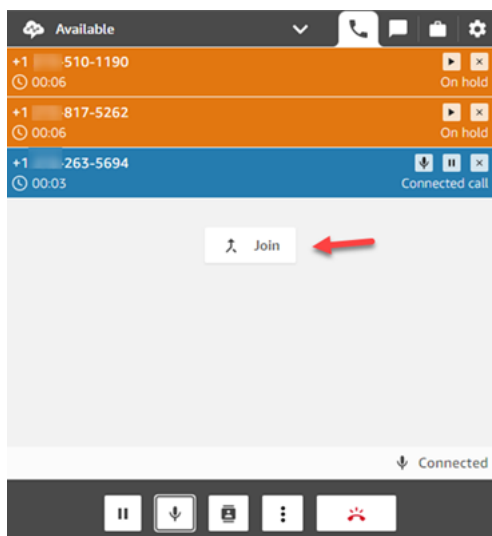 Available
+1 -510-1190
00:06
On hold
+1 -817-5262
00:06
On hold
+1 -263-5694
00:03
Connected call
Join
Connected